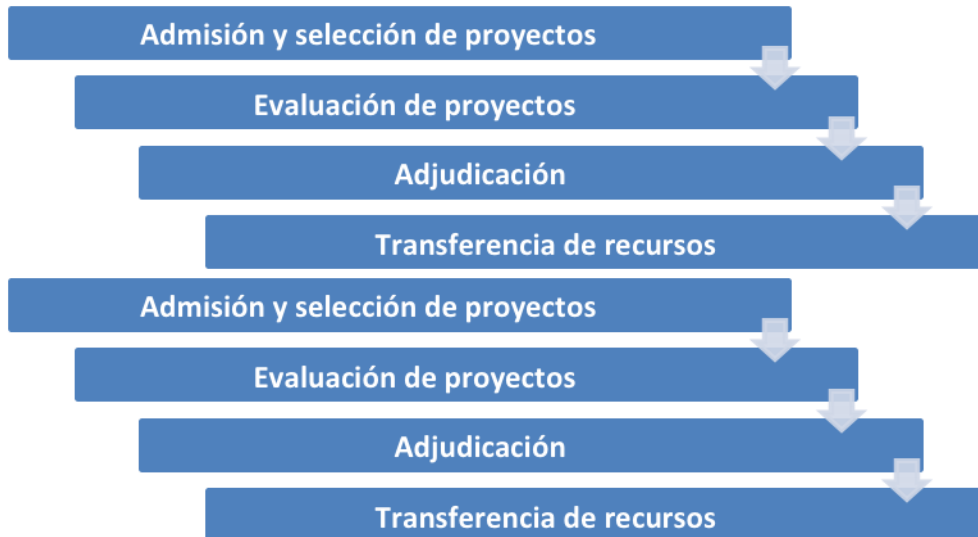 Admisión y selección de proyectos
Evaluación de proyectos
Adjudicación
Transferencia de recursos
Admisión y selección de proyectos
Evaluación de proyectos
Adjudicación
Transferencia de recursos